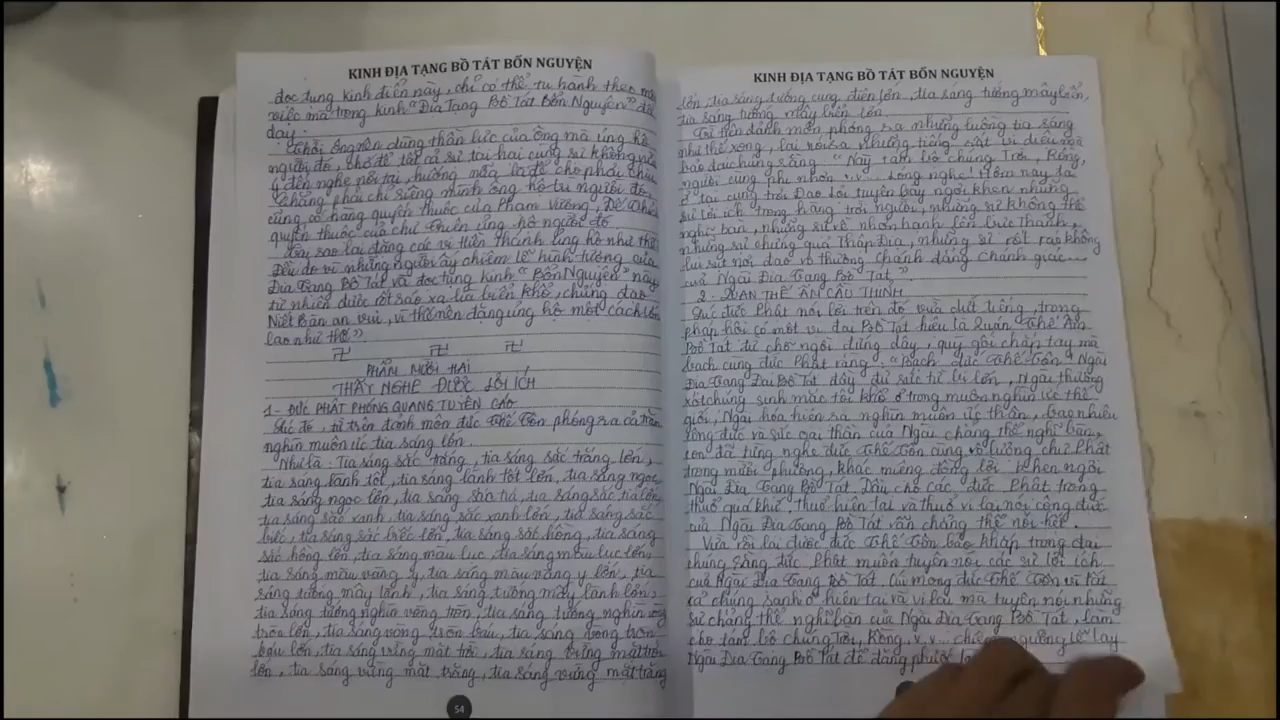 KINH ĐỊA TẠNG BỒ TÁT BỔN NGUYỆN
đọc tụng kinh điển này, chỉ có thể tu hành theo một
việc mà trong kinh "Địa Tạng Bồ Tát Bổn Nguyện" đã
dạy.
Thời ông nên dùng thần lực của ông mà ủng hộ
người đó, chớ để tất cả sự tai hại cùng sự không vừa
ý đến nghe nơi tai, huống nữa là để cho phải chịu
Chẳng phải chỉ siêng mình ông hộ trì người đó,
cũng có hàng quyến thuộc của Phạm Vương, Đế Thích
quyến thuộc của chư Thiên ủng hộ người đó
Tại sao lại đặng các vị Hiền Thánh ủng hộ như thế
Đều do vì những người ấy chiêm lễ hình tượng của
Địa Tạng Bồ Tát và đọc tụng kinh "Bổn Nguyện" này
tự nhiên được rốt ráo xa lìa biển khổ, chứng đạo
Niết Bàn an vui, vì thế nên đặng ủng hộ một cách lớn
lao như thế".
卍 卍 卍
PHẨM MƯỜI HAI
THẤY NGHE ĐƯỢC LỢI ÍCH
1- ĐỨC PHẬT PHÓNG QUANG TUYÊN CÁO
Lúc đó, từ trên đảnh môn đức Thế Tôn phóng ra cả trăm
nghìn muôn ức tia sáng lớn.
Như là: Tia sáng sắc trắng, tia sáng sắc trắng lớn,
tia sáng lành tốt, tia sáng lành tốt lớn, tia sáng ngọc
tia sáng ngọc lớn, tia sáng sắc tía, tia sáng sắc tía lớn
tia sáng sắc xanh, tia sáng sắc xanh lớn, tia sáng sắc
biếc, tia sáng sắc biếc lớn, tia sáng sắc hồng, tia sáng
sắc hồng lớn, tia sáng màu lục, tia sáng màu lục lớn,
tia sáng màu vàng y, tia sáng màu vàng y lớn, tia
sáng tướng mây lành, tia sáng tướng mây lành lớn,
tia sáng tướng nghìn vòng tròn, tia sáng tướng nghìn vòng
tròn lớn, tia sáng vòng tròn báu, tia sáng vòng tròn
báu lớn, tia sáng vừng mặt trời, tia sáng vừng mặt trời
lớn, tia sáng vừng mặt trăng, tia sáng vừng mặt trăng
54
KINH ĐỊA TẠNG BỒ TÁT BỔN NGUYỆN
lớn, tia sáng tướng cung điện lớn, tia sáng tướng mây biển,
tia sáng tướng mây biển lớn.
Từ trên đảnh môn phóng ra những luồng tia sáng
như thế xong, lại nói ra những tiếng rất vi diệu mà
bảo đại chúng rằng: "Này tám bộ chúng Trời, Rồng,
người cùng phi nhơn v.v... Lóng nghe! Hôm nay ta
ở tại cung trời Đạo Lợi tuyên bày ngợi khen những
sự lợi ích trong hàng trời người, những sự không thể
nghĩ bàn, những sự về nhơn hạnh lên bực Thánh,
những sự chứng quả Thập Địa, những sự rốt ráo không
lui sụt nơi đạo vô thượng chánh đẳng chánh giác...
của Ngài Địa Tạng Bồ Tát."
2- QUAN THẾ ÂM CẦU THỈNH
Lúc đức Phật nói lời trên đó vừa dứt tiếng, trong
pháp hội có một vị đại Bồ Tát hiệu là Quán Thế Âm
Bồ Tát từ chỗ ngồi đứng dậy, quỳ gối chắp tay mà
bạch cùng đức Phật rằng: "Bạch đức Thế Tôn" Ngài
Địa Tạng Đại Bồ Tát đầy đủ sức từ bi lớn, Ngài thương
xót chúng sinh mắc tội khổ ở trong muôn nghìn ức thế
giới, Ngài hóa hiện ra nghìn muôn ức thân, bao nhiêu
công đức và sức oai thần của Ngài chẳng thể nghĩ bàn,
con đã từng nghe đức Thế Tôn cùng vô lượng chư Phật
trong mười phương, khác miệng đồng lời khen ngợi
Ngài Địa Tạng Bồ Tát. Dầu cho các đức Phật trong
thuở quá khứ, thuở hiện tại và thuở vị lai nói công đức
của Ngài Địa Tạng Bồ Tát vẫn chẳng thể nói hết.
Vừa rồi lại được đức Thế Tôn bảo khắp trong đại
chúng rằng đức Phật muốn tuyên nói các sự lợi ích
của Ngài Địa Tạng Bồ Tát. Cúi mong đức Thế Tôn vì tất
cả chúng sanh ở hiện tại và vị lai mà tuyên nói những
sự chẳng thể nghĩ bàn của Ngài Địa Tạng Bồ Tát, làm
cho tám bộ chúng Trời, Rồng, v.v... chiêm ngưỡng lễ lạy
Ngài Địa Tạng Bồ Tát để đặng phước